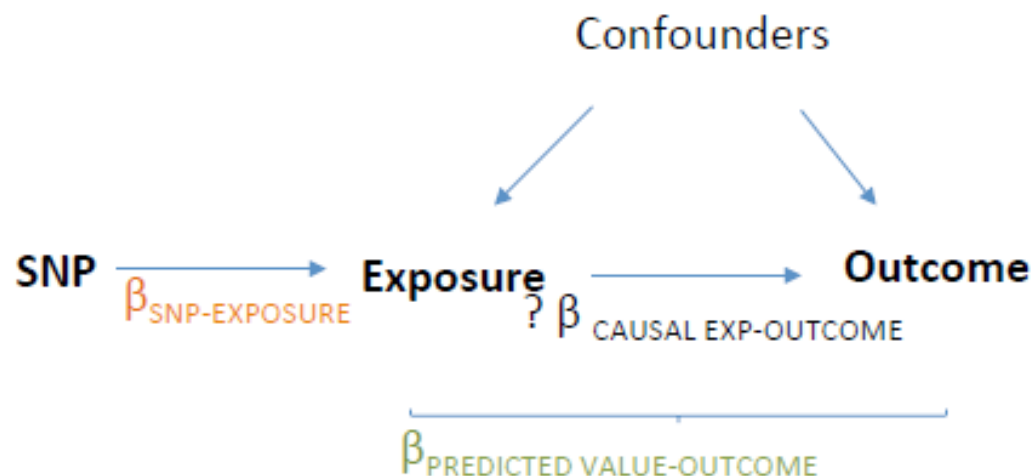 Confounders
SNP
Exposure
Outcome
βSNP-EXPOSURE
? β CAUSAL EXP-OUTCOME
βPREDICTED VALUE-OUTCOME